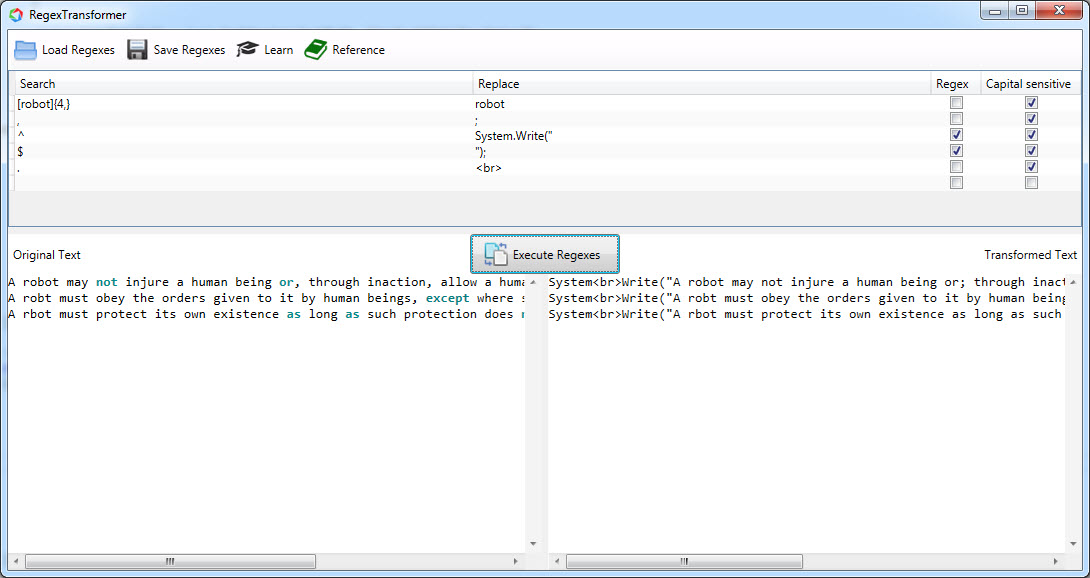 RegexTransformer
Load Regexes Save Regexes Learn Reference
Search Replace Regex Capital sensitive
[robot]{4,} robot
, ;
^ System.Write("
$ ");
. <br>
Original Text Execute Regexes Transformed Text
A robot may not injure a human being or, through inaction, allow a huma System<br>Write("A robot may not injure a human being or; through inact
A robt must obey the orders given to it by human beings, except where s System<br>Write("A robt must obey the orders given to it by human being
A rbot must protect its own existence as long as such protection does n System<br>Write("A rbot must protect its own existence as long as such